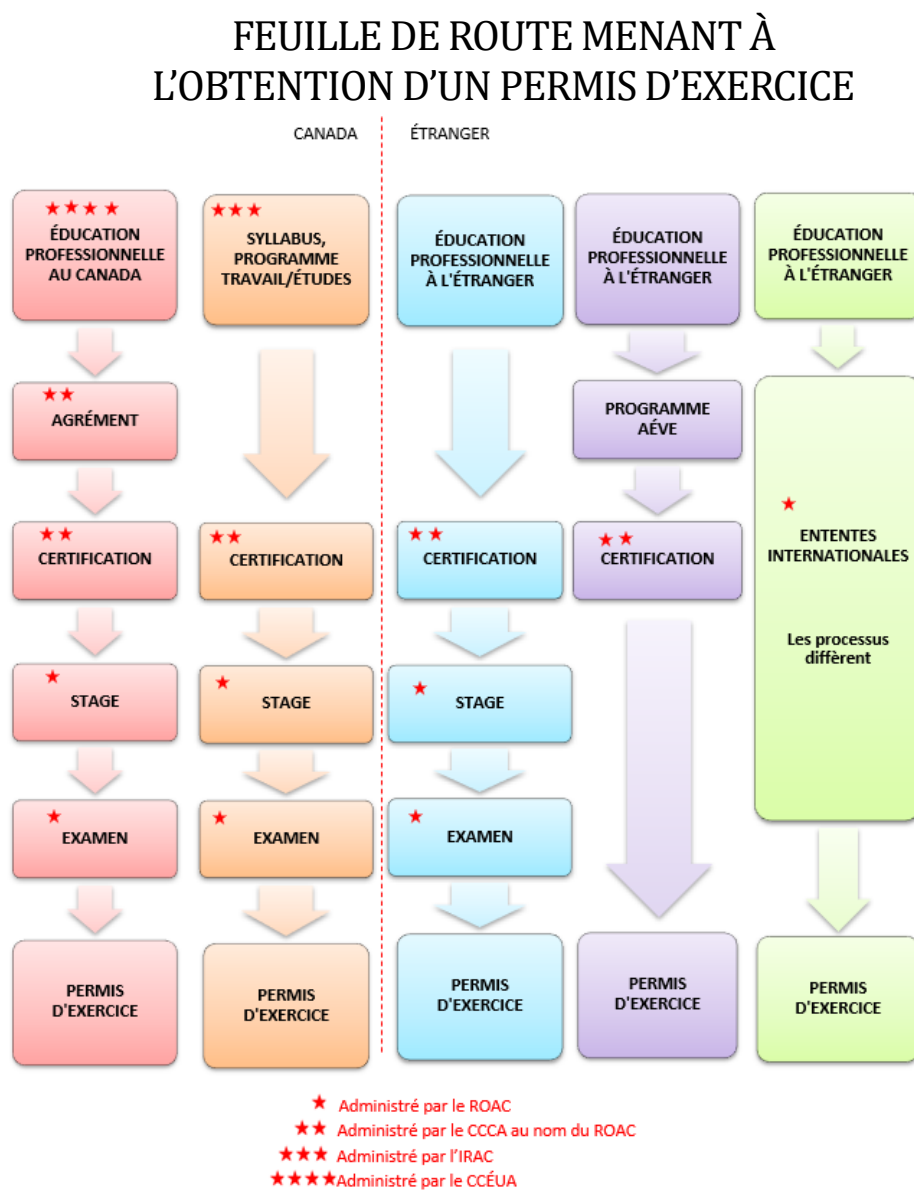 FEUILLE DE ROUTE MENANT À
L'OBTENTION D'UN PERMIS D'EXERCICE
CANADA
ÉTRANGER
ÉDUCATION
PROFESSIONNELLE
AU CANADA
AGRÉMENT
CERTIFICATION
STAGE
EXAMEN
PERMIS
D'EXERCICE
SYLLABUS,
PROGRAMME
TRAVAIL/ÉTUDES
CERTIFICATION
STAGE
EXAMEN
PERMIS
D'EXERCICE
ÉDUCATION
PROFESSIONNELLE
À L'ÉTRANGER
CERTIFICATION
STAGE
EXAMEN
PERMIS
D'EXERCICE
ÉDUCATION
PROFESSIONNELLE
À L'ÉTRANGER
PROGRAMME
AÉVE
CERTIFICATION
PERMIS
D'EXERCICE
ÉDUCATION
PROFESSIONNELLE
À L'ÉTRANGER
ENTENTES
INTERNATIONALES
Les processus
diffèrent
PERMIS
D'EXERCICE
★ Administré par le ROAC
★★ Administré par le CCCA au nom du ROAC
★★★ Administré par l'IRAC
★★★★ Administré par le CCÉUA